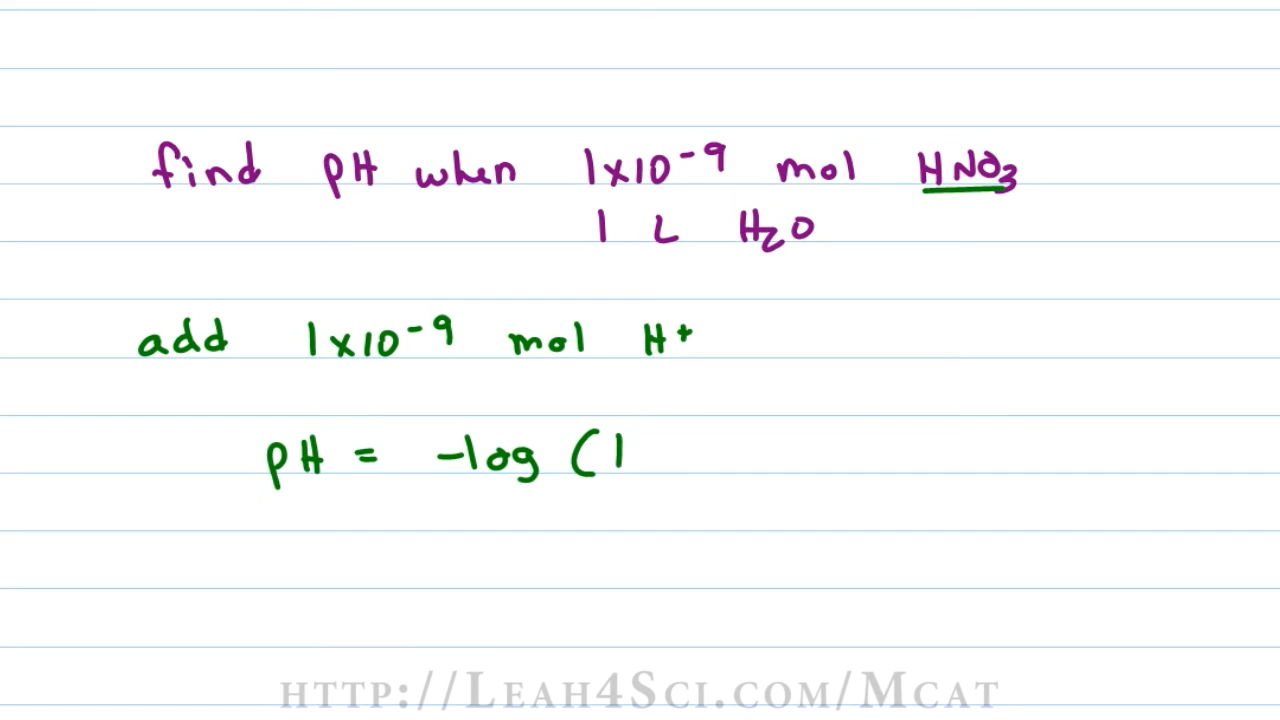 find pH when 1x10⁻⁹ mol HNO₃
1 L H₂O
add 1x10⁻⁹ mol H⁺
pH = -log (1
HTTP://LEAH4SCI.COM/MCAT